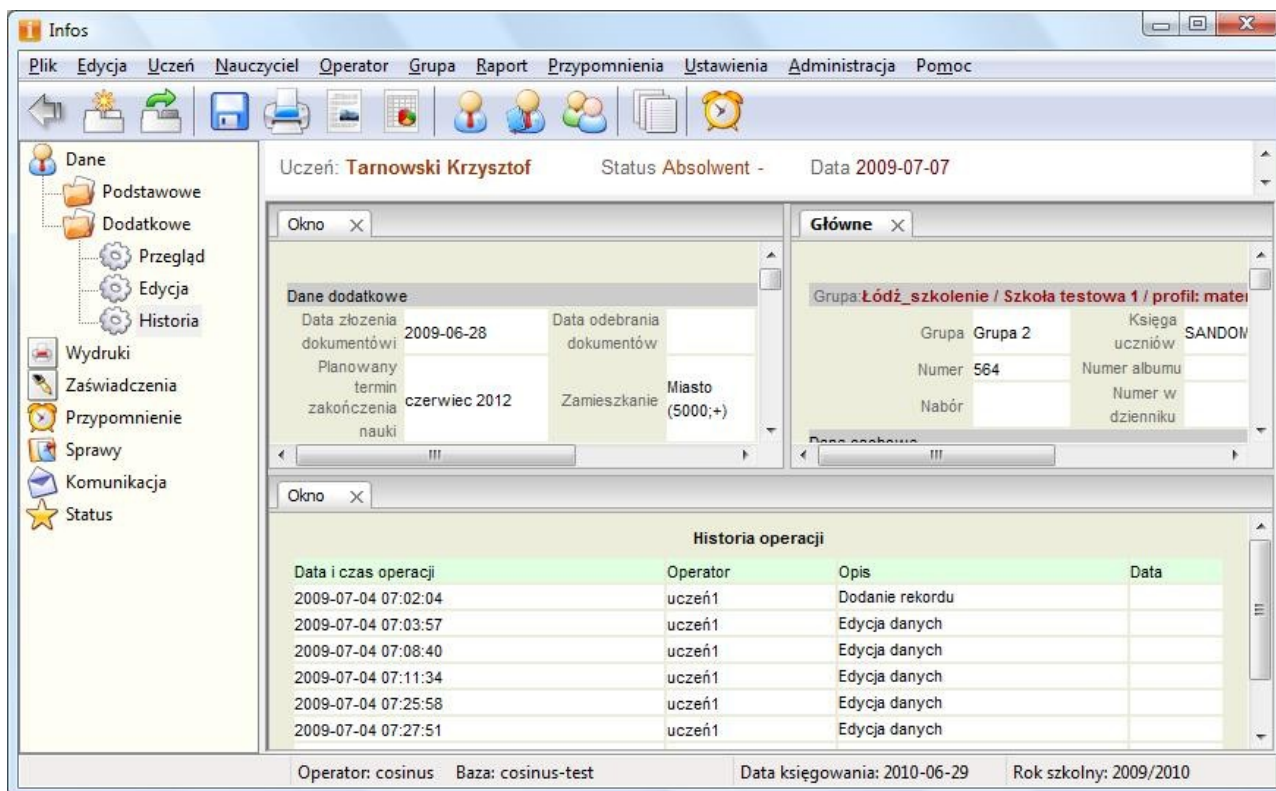 Infos
Plik Edycja Uczeń Nauczyciel Operator Grupa Raport Przypomnienia Ustawienia Administracja Pomoc
Dane
Podstawowe
Dodatkowe
Przegląd
Edycja
Historia
Wydruki
Zaświadczenia
Przypomnienie
Sprawy
Komunikacja
Status
Uczeń: Tarnowski Krzysztof Status Absolwent - Data 2009-07-07
Okno
Dane dodatkowe
Data złozenia dokumentówi 2009-06-28 Data odebrania dokumentów
Planowany termin zakończenia nauki czerwiec 2012 Zamieszkanie Miasto (5000;+)
Główne
Grupa:Łódź_szkolenie / Szkoła testowa 1 / profil: mater
Grupa Grupa 2 Księga uczniów SANDOM
Numer 564 Numer albumu
Nabór Numer w dzienniku
Dane osobowe
Okno
Historia operacji
Data i czas operacji Operator Opis Data
2009-07-04 07:02:04 uczeń1 Dodanie rekordu
2009-07-04 07:03:57 uczeń1 Edycja danych
2009-07-04 07:08:40 uczeń1 Edycja danych
2009-07-04 07:11:34 uczeń1 Edycja danych
2009-07-04 07:25:58 uczeń1 Edycja danych
2009-07-04 07:27:51 uczeń1 Edycja danych
Operator: cosinus Baza: cosinus-test Data księgowania: 2010-06-29 Rok szkolny: 2009/2010